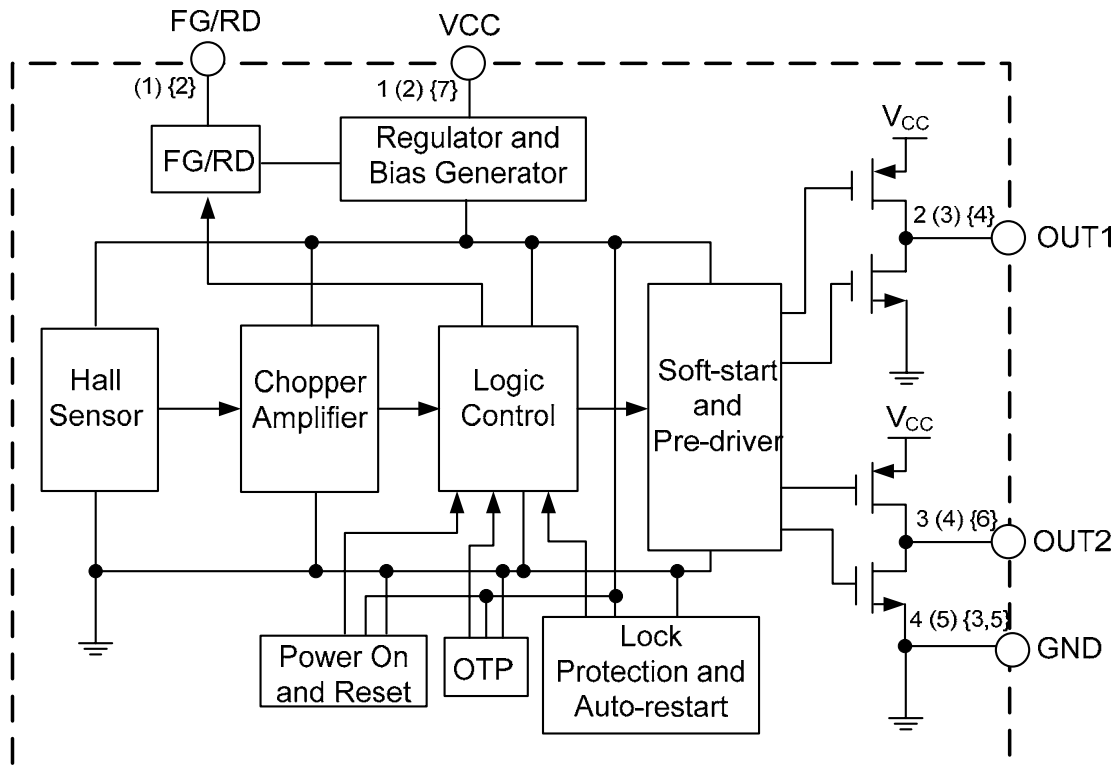 FG/RD
VCC
(1) {2}
1 (2) {7}
FG/RD
Regulator and
Bias Generator
VCC
2 (3) {4}
OUT1
Hall
Sensor
Chopper
Amplifier
Logic
Control
Soft-start
and
Pre-driver
VCC
3 (4) {6}
OUT2
4 (5) {3,5}
GND
Power On
and Reset
OTP
Lock
Protection and
Auto-restart